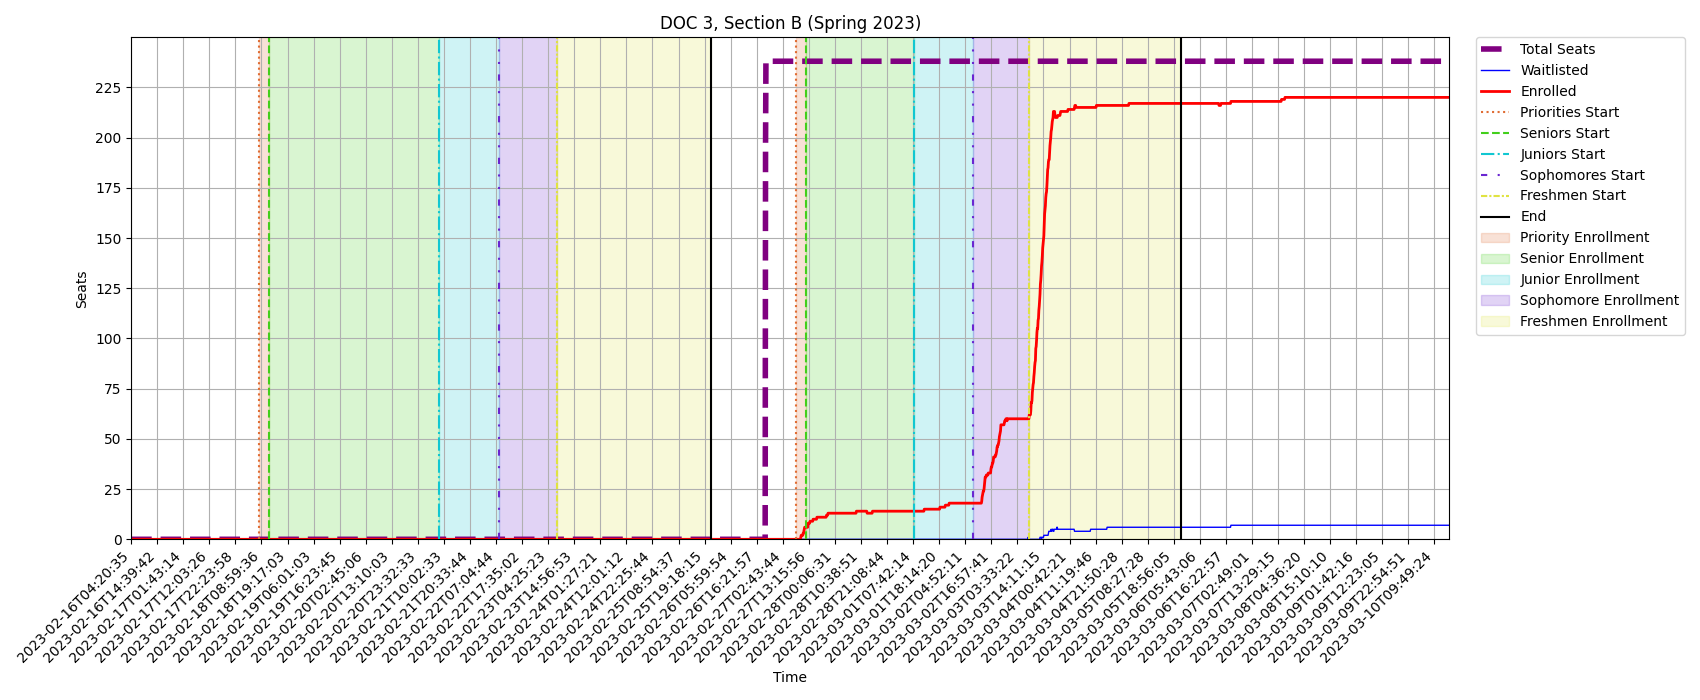 DOC 3, Section B (Spring 2023)
Seats
225
200
175
150
125
100
75
50
25
0
2023-02-16T04:20:35
2023-02-16T14:39:42
2023-02-17T01:43:14
2023-02-17T12:03:26
2023-02-17T22:23:58
2023-02-18T08:59:36
2023-02-18T19:17:03
2023-02-19T06:01:03
2023-02-19T16:23:45
2023-02-20T02:45:06
2023-02-20T13:10:03
2023-02-20T23:32:33
2023-02-21T10:02:33
2023-02-21T20:33:44
2023-02-22T07:04:44
2023-02-22T17:35:02
2023-02-23T04:25:23
2023-02-23T14:56:53
2023-02-24T01:27:21
2023-02-24T12:01:12
2023-02-24T22:25:44
2023-02-25T08:54:37
2023-02-25T19:18:15
2023-02-26T05:59:54
2023-02-26T16:21:57
2023-02-27T02:43:44
2023-02-27T13:15:56
2023-02-28T00:06:31
2023-02-28T10:38:51
2023-02-28T21:08:44
2023-03-01T07:42:14
2023-03-01T18:14:20
2023-03-02T04:52:11
2023-03-02T16:57:41
2023-03-03T03:33:22
2023-03-03T14:11:15
2023-03-04T00:42:21
2023-03-04T11:19:46
2023-03-04T21:50:28
2023-03-05T08:27:28
2023-03-05T18:56:05
2023-03-06T05:43:06
2023-03-06T16:22:57
2023-03-07T02:49:01
2023-03-07T13:29:15
2023-03-08T04:36:20
2023-03-08T15:10:10
2023-03-09T01:42:16
2023-03-09T12:23:05
2023-03-09T22:54:51
2023-03-10T09:49:24
Time
Total Seats
Waitlisted
Enrolled
Priorities Start
Seniors Start
Juniors Start
Sophomores Start
Freshmen Start
End
Priority Enrollment
Senior Enrollment
Junior Enrollment
Sophomore Enrollment
Freshmen Enrollment